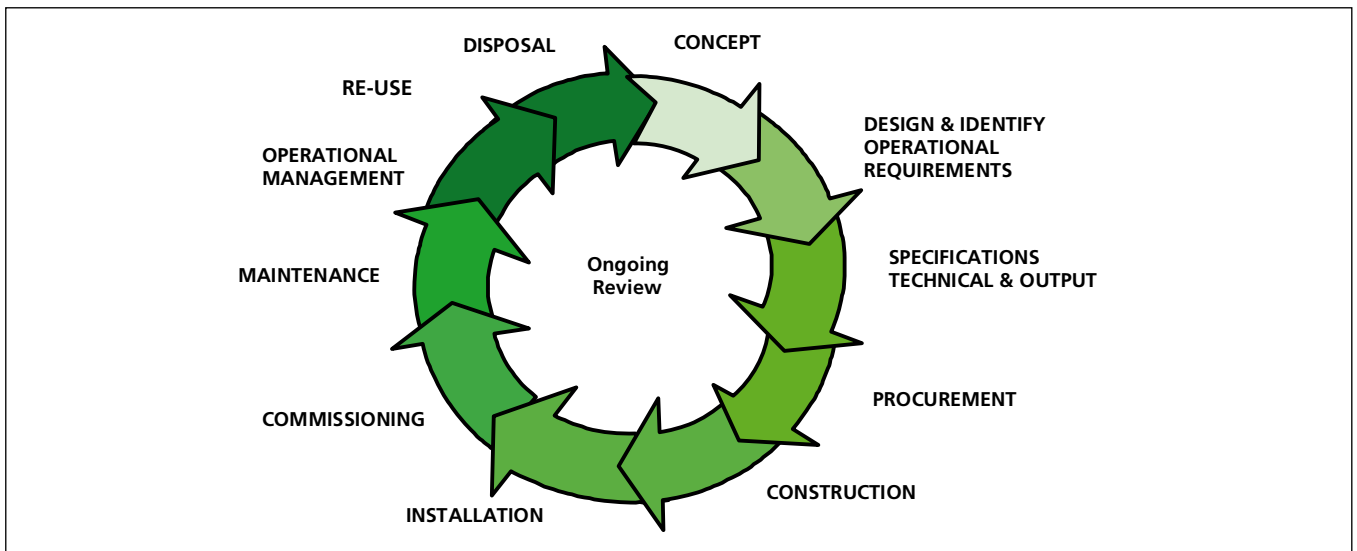 CONCEPT
DESIGN & IDENTIFY
OPERATIONAL
REQUIREMENTS
SPECIFICATIONS
TECHNICAL & OUTPUT
PROCUREMENT
CONSTRUCTION
INSTALLATION
COMMISSIONING
MAINTENANCE
OPERATIONAL
MANAGEMENT
RE-USE
DISPOSAL
Ongoing
Review